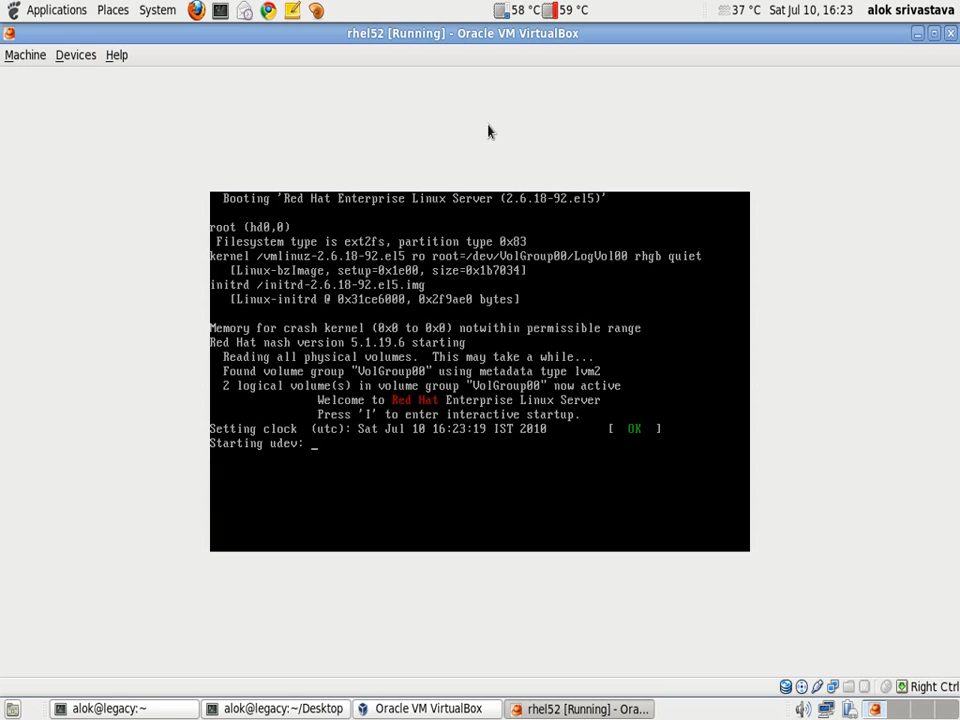 Applications Places System 58 °C 59 °C 37 °C Sat Jul 10, 16:23 alok srivastava
rhel52 [Running] - Oracle VM VirtualBox
Machine Devices Help
Booting 'Red Hat Enterprise Linux Server (2.6.18-92.el5)'
root (hd0,0)
Filesystem type is ext2fs, partition type 0x83
kernel /vmlinuz-2.6.18-92.el5 ro root=/dev/VolGroup00/LogVol00 rhgb quiet
[Linux-bzImage, setup=0x1e00, size=0x1b7034]
initrd /initrd-2.6.18-92.el5.img
[Linux-initrd @ 0x31ce6000, 0x2f9ae0 bytes]
Memory for crash kernel (0x0 to 0x0) notwithin permissible range
Red Hat nash version 5.1.19.6 starting
Reading all physical volumes. This may take a while...
Found volume group "VolGroup00" using metadata type lvm2
2 logical volume(s) in volume group "VolGroup00" now active
Welcome to Red Hat Enterprise Linux Server
Press 'I' to enter interactive startup.
Setting clock (utc): Sat Jul 10 16:23:19 IST 2010 [ OK ]
Starting udev: _
Right Ctrl
alok@legacy:~ alok@legacy:~/Desktop Oracle VM VirtualBox rhel52 [Running] - Ora...